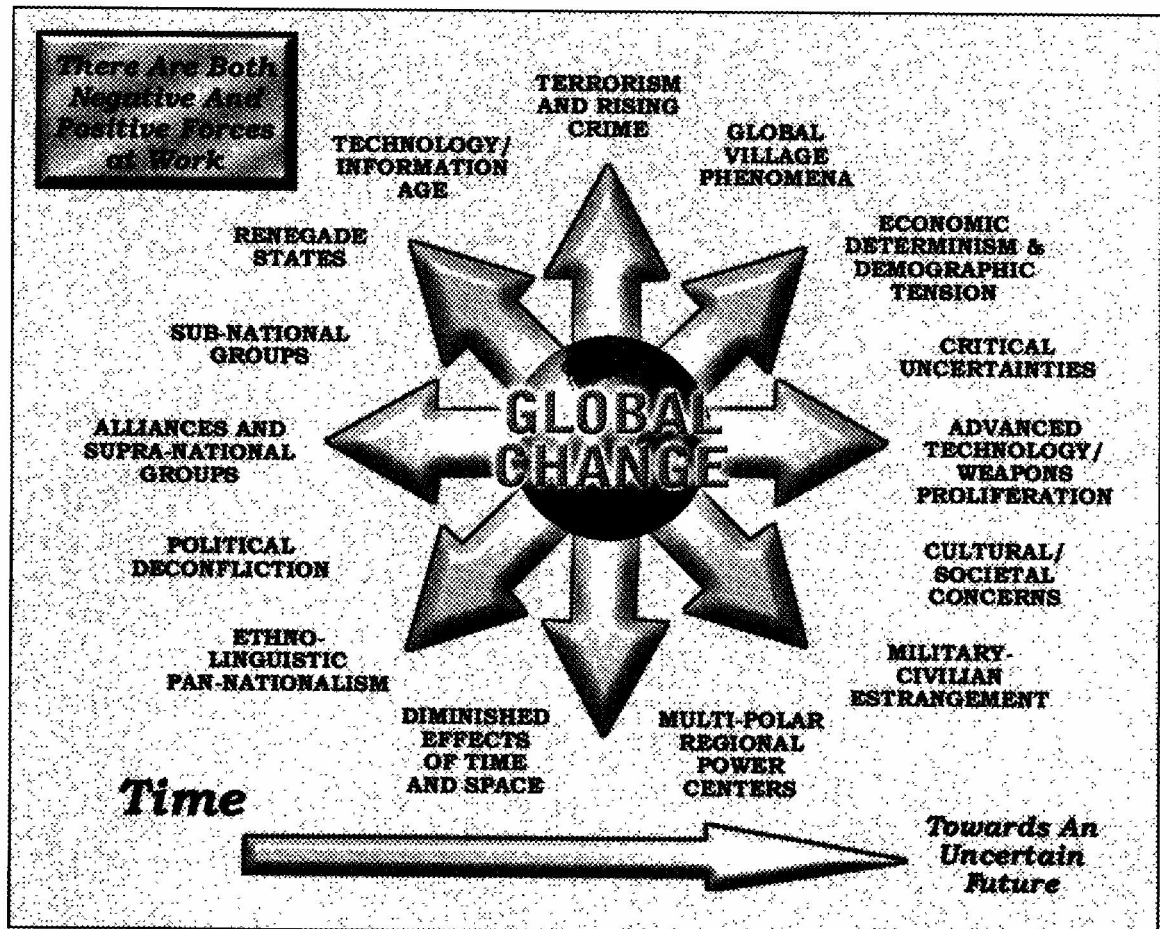 There Are Both
Negative And
Positive Forces
at Work
TERRORISM
AND RISING
CRIME
GLOBAL
VILLAGE
PHENOMENA
ECONOMIC
DETERMINISM &
DEMOGRAPHIC
TENSION
CRITICAL
UNCERTAINTIES
ADVANCED
TECHNOLOGY/
WEAPONS
PROLIFERATION
CULTURAL/
SOCIETAL
CONCERNS
MILITARY-
CIVILIAN
ESTRANGEMENT
MULTI-POLAR
REGIONAL
POWER
CENTERS
DIMINISHED
EFFECTS
OF TIME
AND SPACE
ETHNO-
LINGUISTIC
PAN-NATIONALISM
POLITICAL
DECONFLICTION
ALLIANCES AND
SUPRA-NATIONAL
GROUPS
SUB-NATIONAL
GROUPS
RENEGADE
STATES
TECHNOLOGY/
INFORMATION
AGE
GLOBAL
CHANGE
Time
Towards An
Uncertain
Future